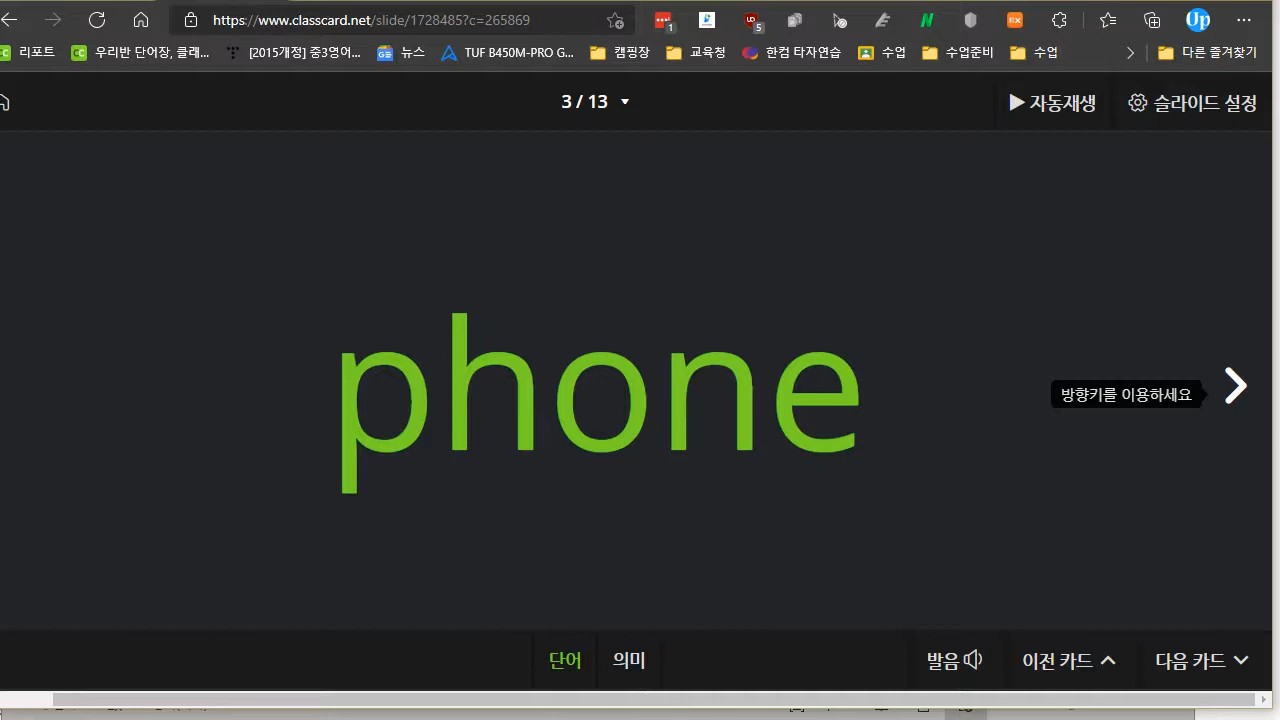 https://www.classcard.net/slide/1728485?c=265869
1
5
Up
리포트 우리반 단어장, 클래... [2015개정] 중3영어... 뉴스 TUF B450M-PRO G... 캠핑장 교육청 한컴 타자연습 수업 수업준비 수업 다른 즐겨찾기
3 / 13 자동재생 슬라이드 설정
phone
방향키를 이용하세요
단어 의미 발음 이전 카드 다음 카드